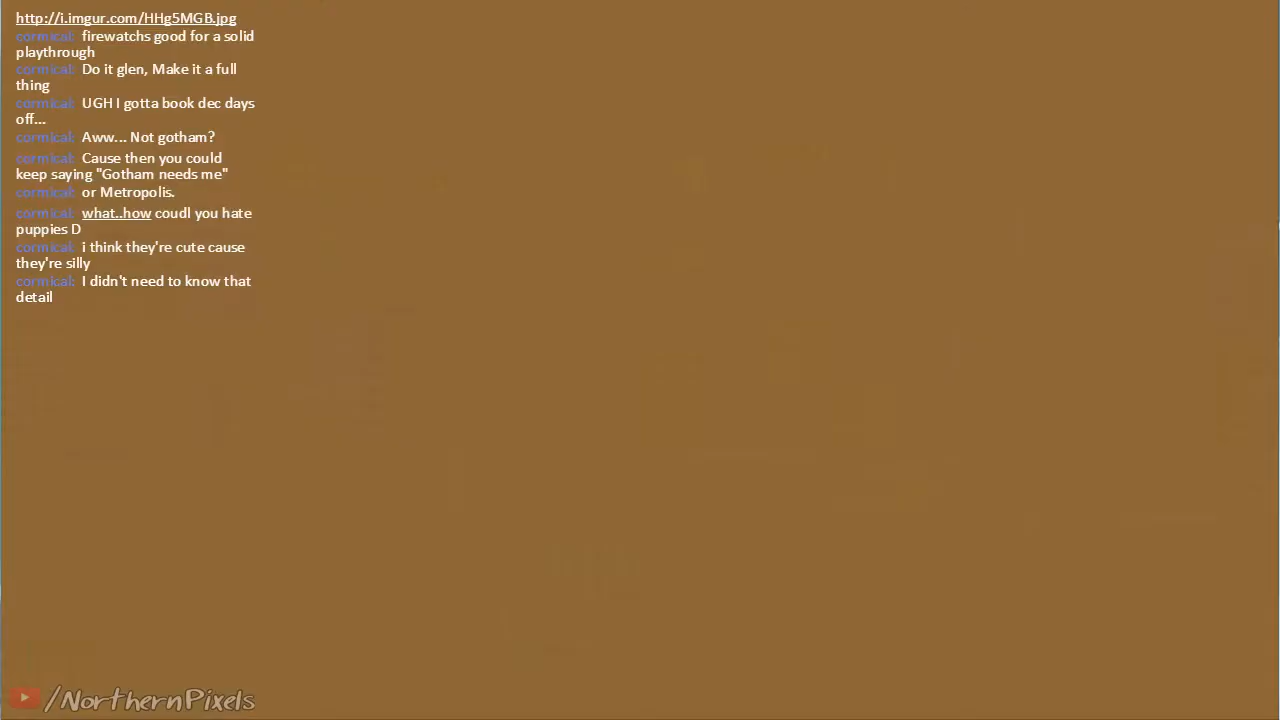 http://i.imgur.com/HHg5MGB.jpg
cormical: firewatchs good for a solid
playthrough
cormical: Do it glen, Make it a full
thing
cormical: UGH I gotta book dec days
off...
cormical: Aww... Not gotham?
cormical: Cause then you could
keep saying "Gotham needs me"
cormical: or Metropolis.
cormical: what..how coudl you hate
puppies D
cormical: i think they're cute cause
they're silly
cormical: I didn't need to know that
detail
/NorthernPixels